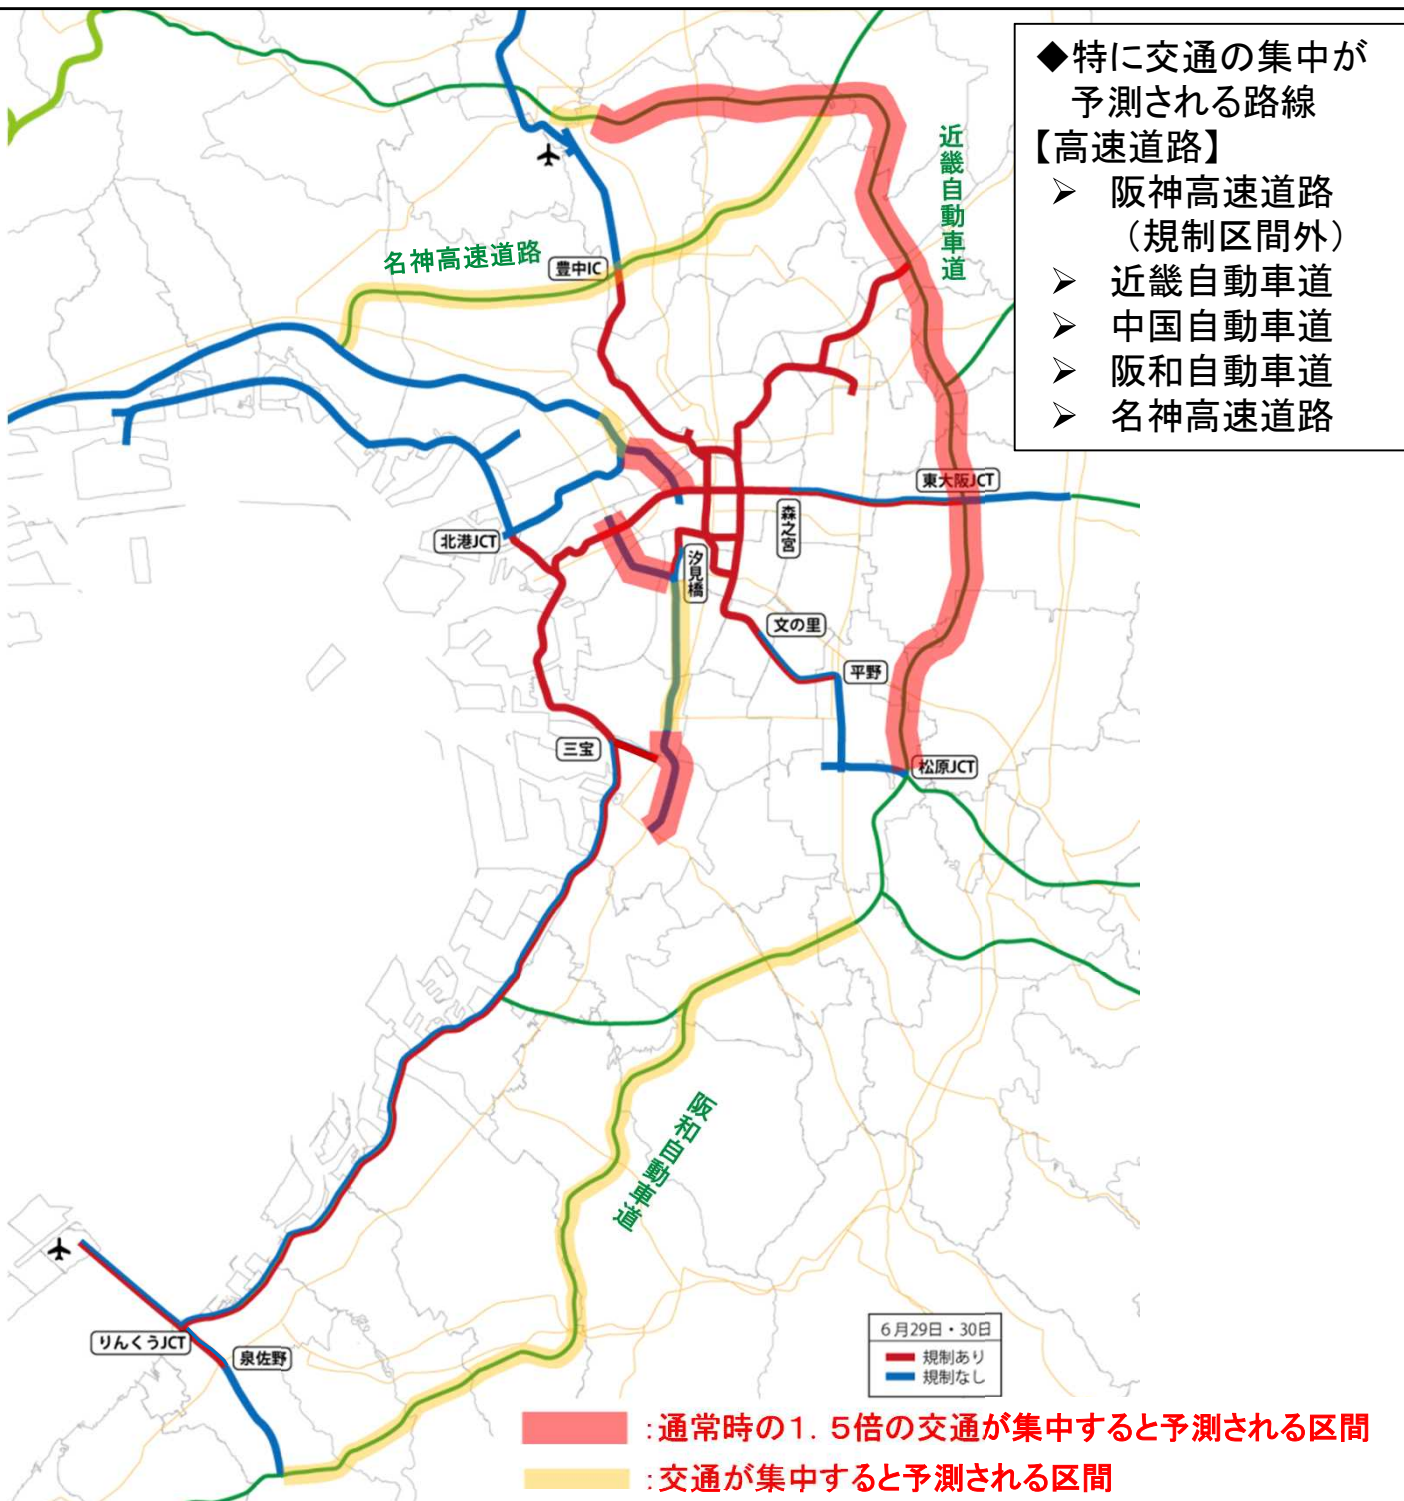 ◆特に交通の集中が
予測される路線
【高速道路】
➢ 阪神高速道路
(規制区間外)
➢ 近畿自動車道
➢ 中国自動車道
➢ 阪和自動車道
➢ 名神高速道路
近畿自動車道
名神高速道路
豊中IC
東大阪JCT
森之宮
北港JCT
汐見橋
文の里
平野
三宝
松原JCT
阪和自動車道
りんくうJCT
泉佐野
6月29日・30日
規制あり
規制なし
:通常時の1.5倍の交通が集中すると予測される区間
:交通が集中すると予測される区間